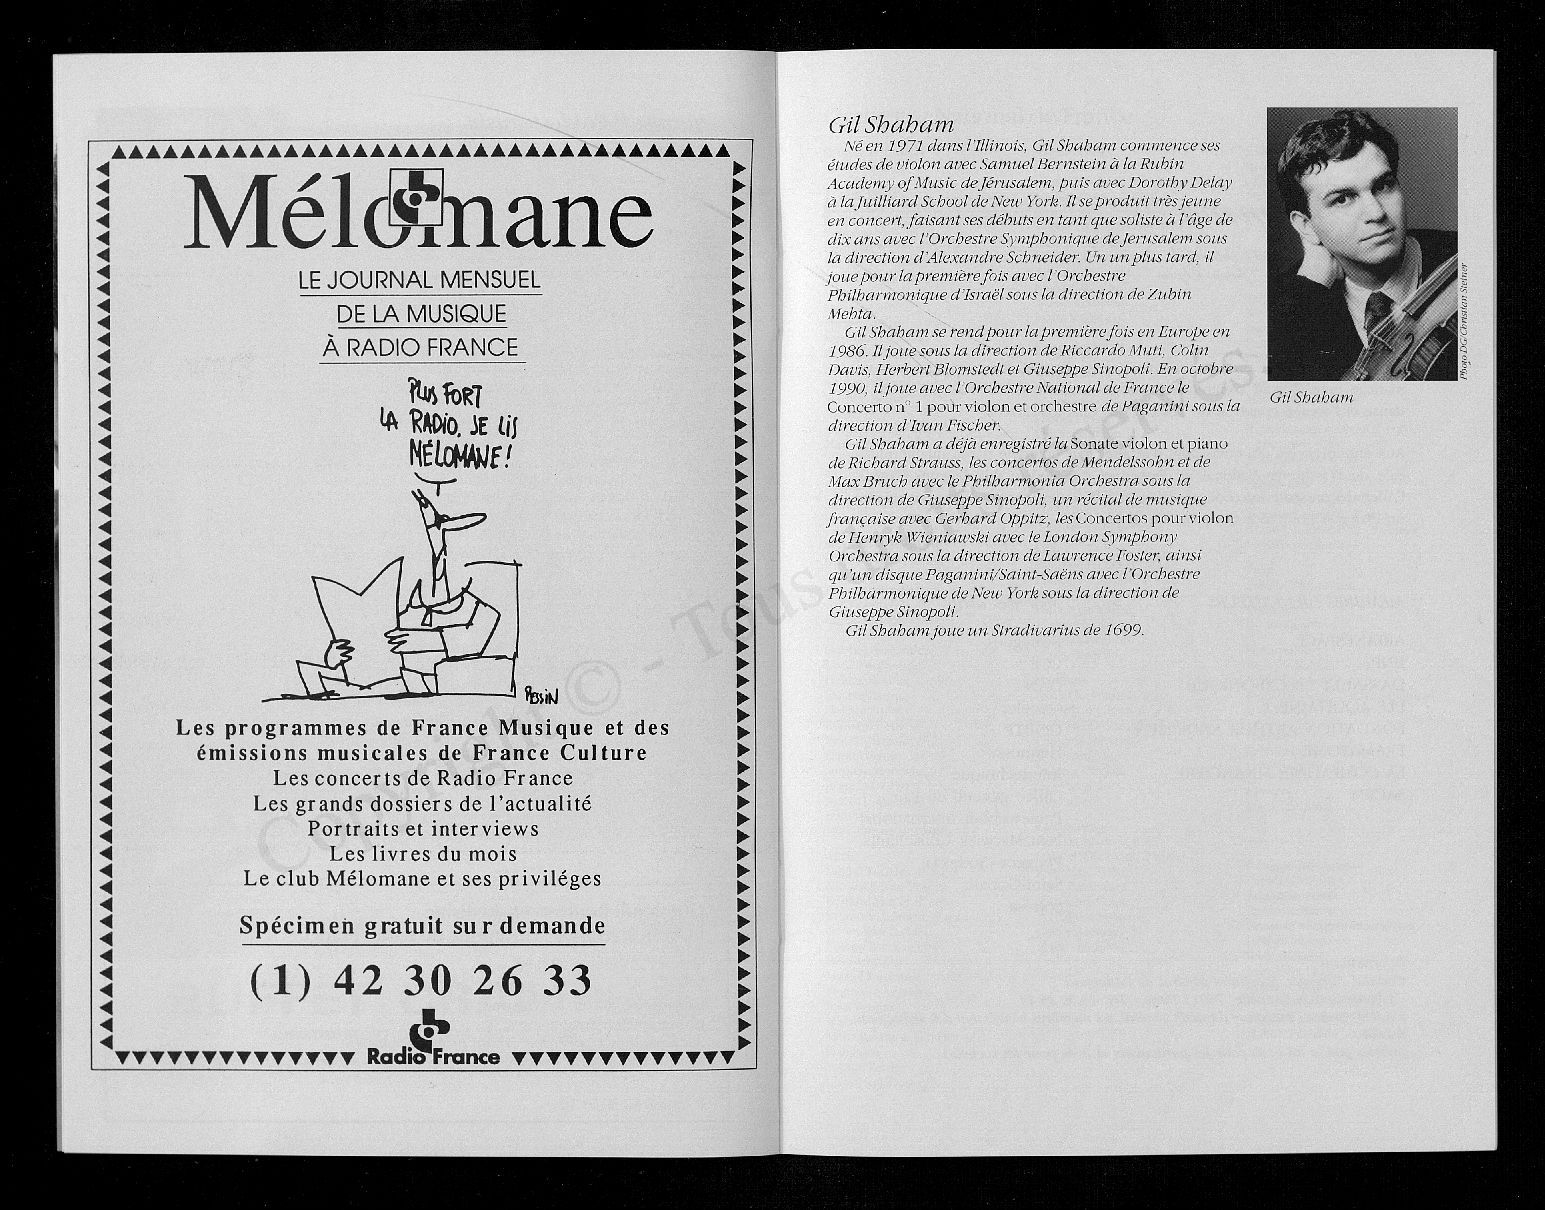 Mélomane
LE JOURNAL MENSUEL
DE LA MUSIQUE
À RADIO FRANCE
PLUS FORT
LA RADIO, JE LIS
MÉLOMANE!
PESSIN
Les programmes de France Musique et des
émissions musicales de France Culture
Les concerts de Radio France
Les grands dossiers de l'actualité
Portraits et interviews
Les livres du mois
Le club Mélomane et ses priviléges
Spécimen gratuit sur demande
(1) 42 30 26 33
Radio France
Gil Shaham
Né en 1971 dans l'Illinois, Gil Shaham commence ses
études de violon avec Samuel Bernstein à la Rubin
Academy of Music de Jérusalem, puis avec Dorothy Delay
à la Juilliard School de New York. Il se produit très jeune
en concert, faisant ses débuts en tant que soliste à l'âge de
dix ans avec l'Orchestre Symphonique de Jerusalem sous
la direction d'Alexandre Schneider. Un un plus tard, il
joue pour la première fois avec l'Orchestre
Philharmonique d'Israël sous la direction de Zubin
Mehta.
Gil Shaham se rend pour la première fois en Europe en
1986. Il joue sous la direction de Riccardo Muti, Colin
Davis, Herbert Blomstedt et Giuseppe Sinopoli. En octobre
1990, il joue avec l'Orchestre National de France le
Concerto n° 1 pour violon et orchestre de Paganini sous la
direction d'Ivan Fischer.
Gil Shaham a déjà enregistré la Sonate violon et piano
de Richard Strauss, les concertos de Mendelssohn et de
Max Bruch avec le Philharmonia Orchestra sous la
direction de Giuseppe Sinopoli, un récital de musique
française avec Gerhard Oppitz, les Concertos pour violon
de Henryk Wieniawski avec le London Symphony
Orchestra sous la direction de Lawrence Foster, ainsi
qu'un disque Paganini/Saint-Saëns avec l'Orchestre
Philharmonique de New York sous la direction de
Giuseppe Sinopoli.
Gil Shaham joue un Stradivarius de 1699.
Photo DG/Christian Steiner
Gil Shaham
Copyright © - Tous droits réservés -